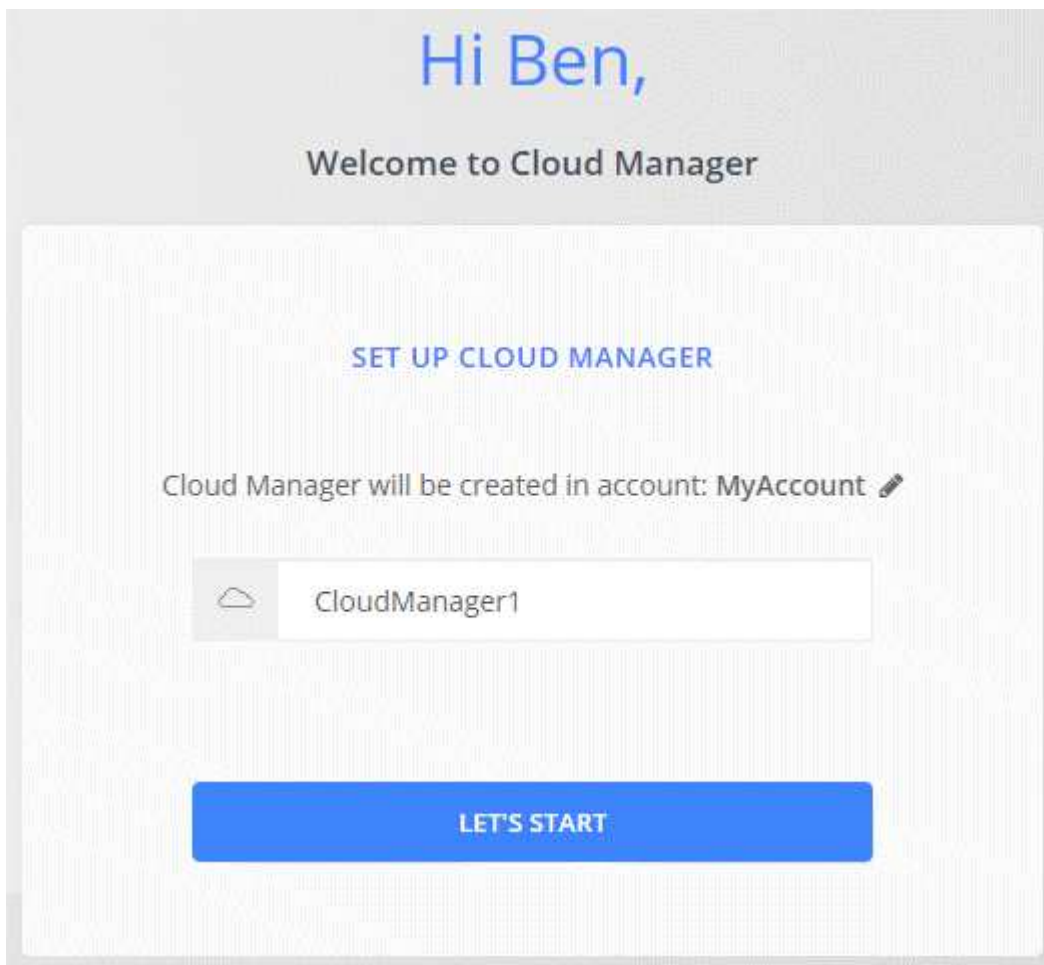 Hi Ben,
Welcome to Cloud Manager
SET UP CLOUD MANAGER
Cloud Manager will be created in account: MyAccount
CloudManager1
LET'S START